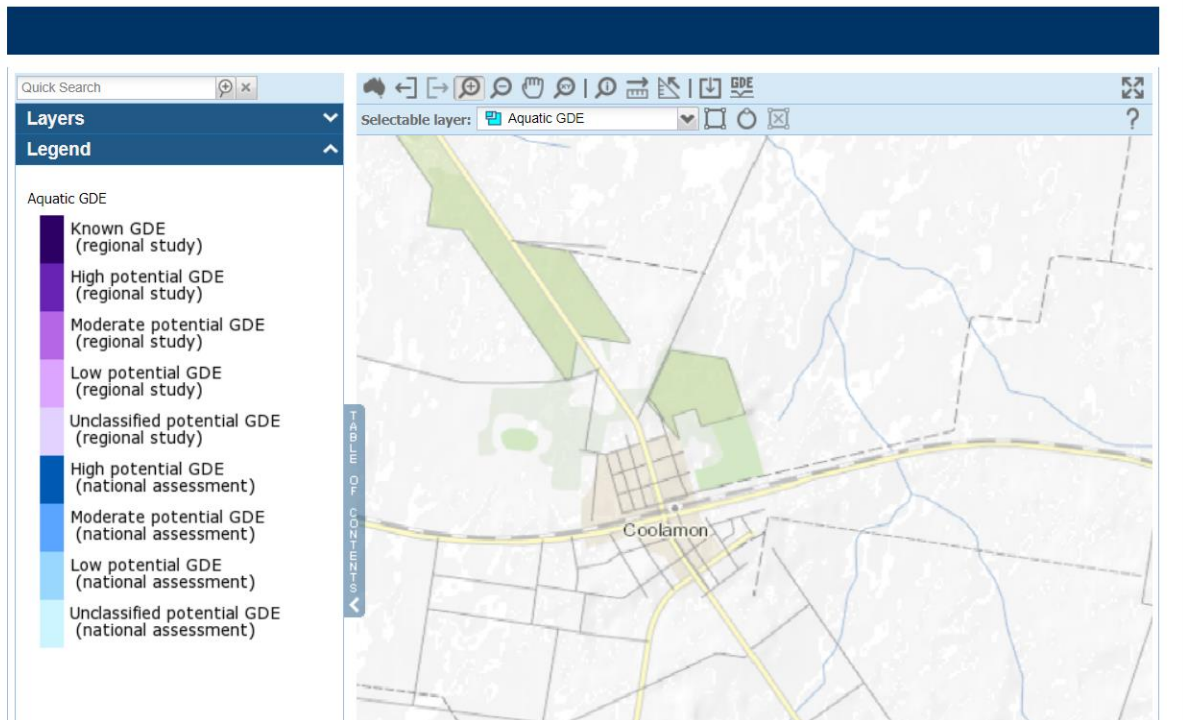 Quick Search
Layers
Legend
Aquatic GDE
Known GDE
(regional study)
High potential GDE
(regional study)
Moderate potential GDE
(regional study)
Low potential GDE
(regional study)
Unclassified potential GDE
(regional study)
High potential GDE
(national assessment)
Moderate potential GDE
(national assessment)
Low potential GDE
(national assessment)
Unclassified potential GDE
(national assessment)
TABLE OF CONTENTS
GDE
Selectable layer: Aquatic GDE
?
Coolamon